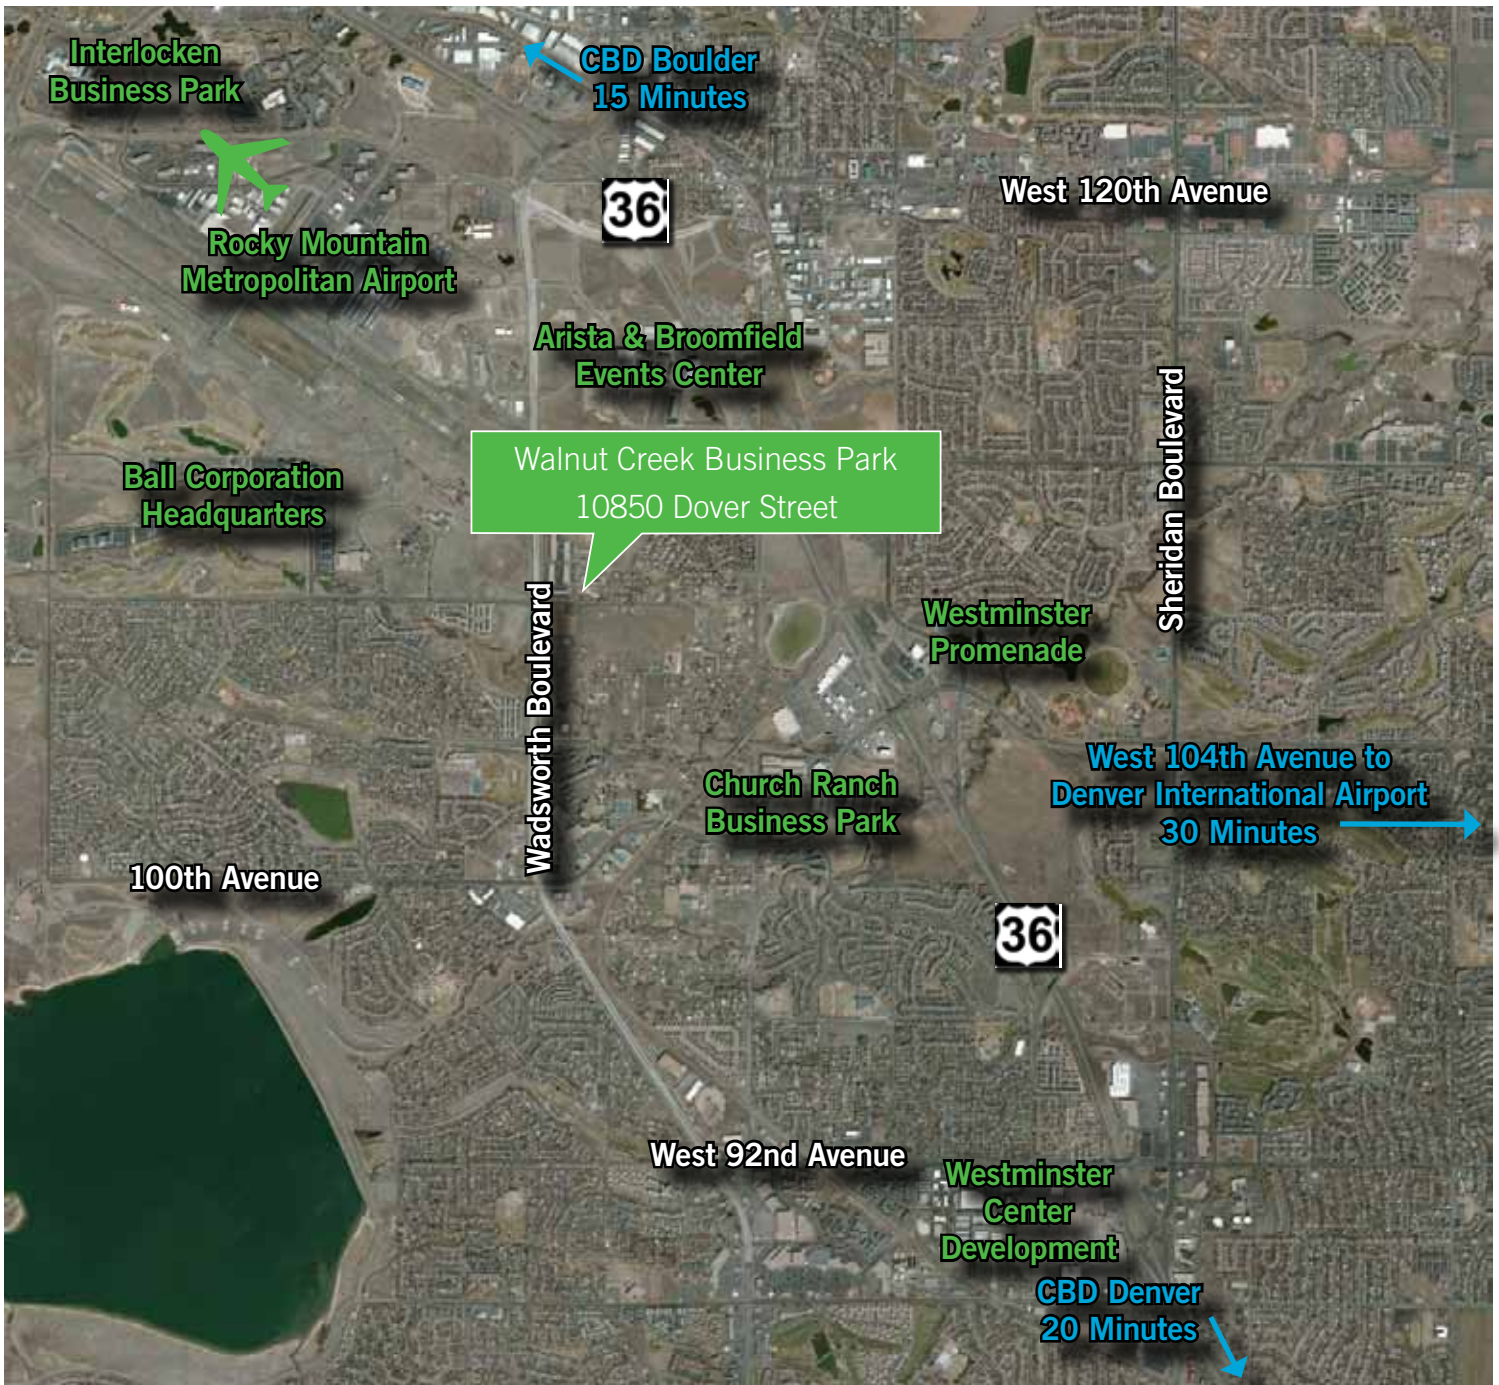 Interlocken
Business Park
CBD Boulder
15 Minutes
36
West 120th Avenue
Rocky Mountain
Metropolitan Airport
Arista & Broomfield
Events Center
Sheridan Boulevard
Walnut Creek Business Park
10850 Dover Street
Ball Corporation
Headquarters
Wadsworth Boulevard
Westminster
Promenade
West 104th Avenue to
Denver International Airport
30 Minutes
Church Ranch
Business Park
100th Avenue
36
West 92nd Avenue
Westminster
Center
Development
CBD Denver
20 Minutes